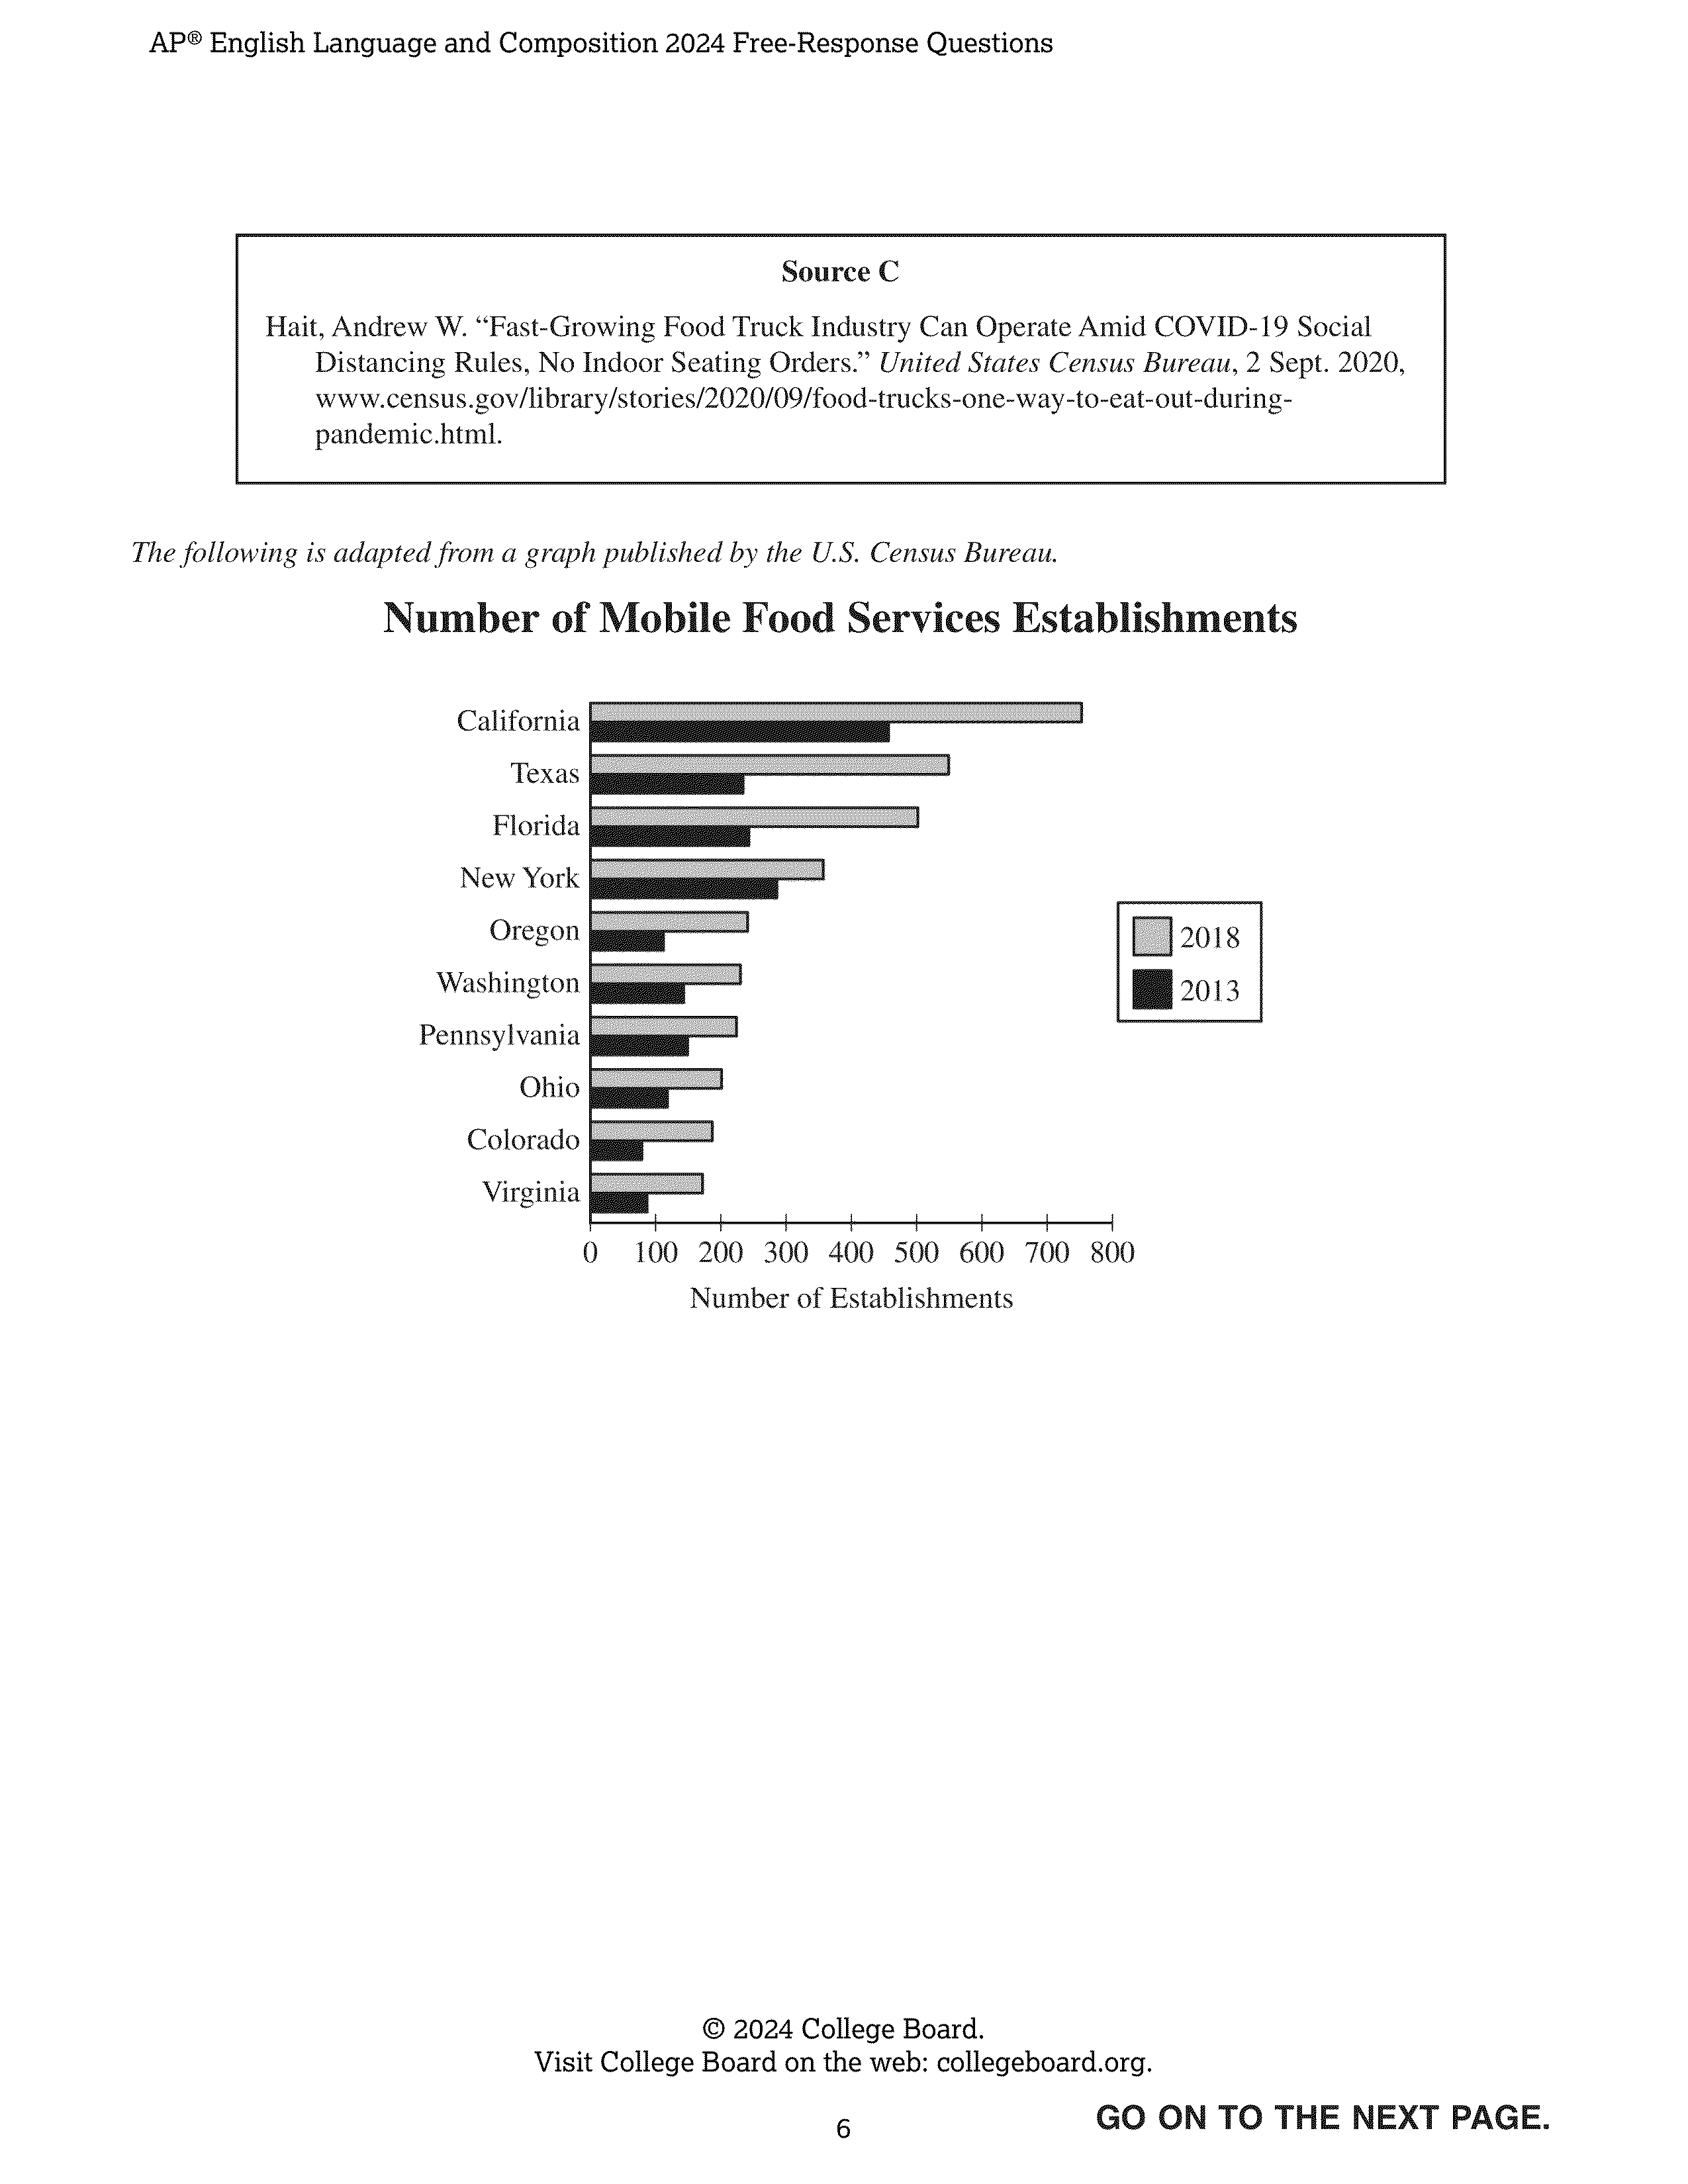 AP® English Language and Composition 2024 Free-Response Questions
Source C
Hait, Andrew W. “Fast-Growing Food Truck Industry Can Operate Amid COVID-19 Social
Distancing Rules, No Indoor Seating Orders.” United States Census Bureau, 2 Sept. 2020,
www.census.gov/library/stories/2020/09/food-trucks-one-way-to-eat-out-during-
pandemic.html.
The following is adapted from a graph published by the U.S. Census Bureau.
Number of Mobile Food Services Establishments
California
Texas
Florida
New York
Oregon
Washington
Pennsylvania
Ohio
Colorado
Virginia
2018
2013
0 100 200 300 400 500 600 700 800
Number of Establishments
© 2024 College Board.
Visit College Board on the web: collegeboard.org.
GO ON TO THE NEXT PAGE.
6